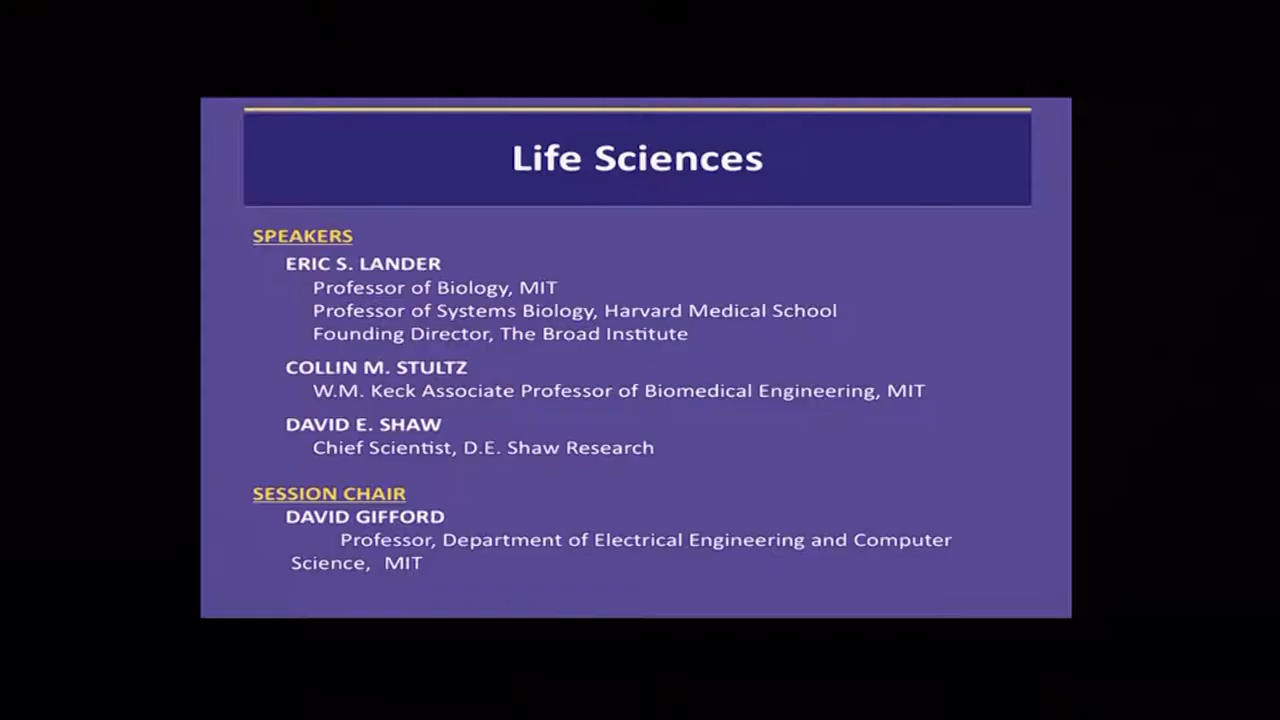 Life Sciences
SPEAKERS
ERIC S. LANDER
Professor of Biology, MIT
Professor of Systems Biology, Harvard Medical School
Founding Director, The Broad Institute
COLLIN M. STULTZ
W.M. Keck Associate Professor of Biomedical Engineering, MIT
DAVID E. SHAW
Chief Scientist, D.E. Shaw Research
SESSION CHAIR
DAVID GIFFORD
Professor, Department of Electrical Engineering and Computer
Science, MIT